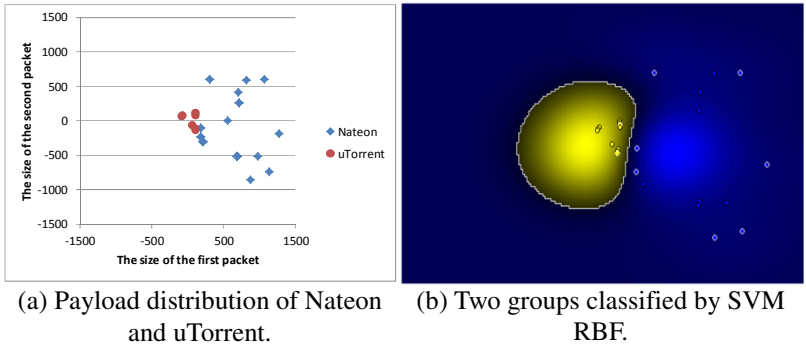 1500
1000
500
0
-500
-1000
-1500
The size of the second packet
-1500
-500
500
1500
The size of the first packet
Nateon
uTorrent
(a) Payload distribution of Nateon
and uTorrent.
(b) Two groups classified by SVM
RBF.